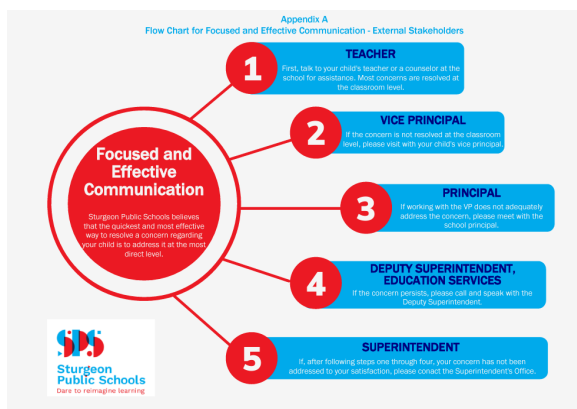 Appendix A
Flow Chart for Focused and Effective Communication - External Stakeholders
1
TEACHER
First, talk to your child's teacher or a counselor at the
school for assistance. Most concerns are resolved at
the classroom level.
2
VICE PRINCIPAL
If the concern is not resolved at the classroom
level, please visit with your child's vice principal.
Focused and
Effective
Communication
Sturgeon Public Schools believes
that the quickest and most effective
way to resolve a concern regarding
your child is to address it at the most
direct level.
3
PRINCIPAL
If working with the VP does not adequately
address the concern, please meet with the
school principal.
4
DEPUTY SUPERINTENDENT,
EDUCATION SERVICES
If the concern persists, please call and speak with the
Deputy Superintendent.
5
SUPERINTENDENT
If, after following steps one through four, your concern has not been
addressed to your satisfaction, please conact the Superintendent's Office.
SPS
Sturgeon
Public Schools
Dare to reimagine learning